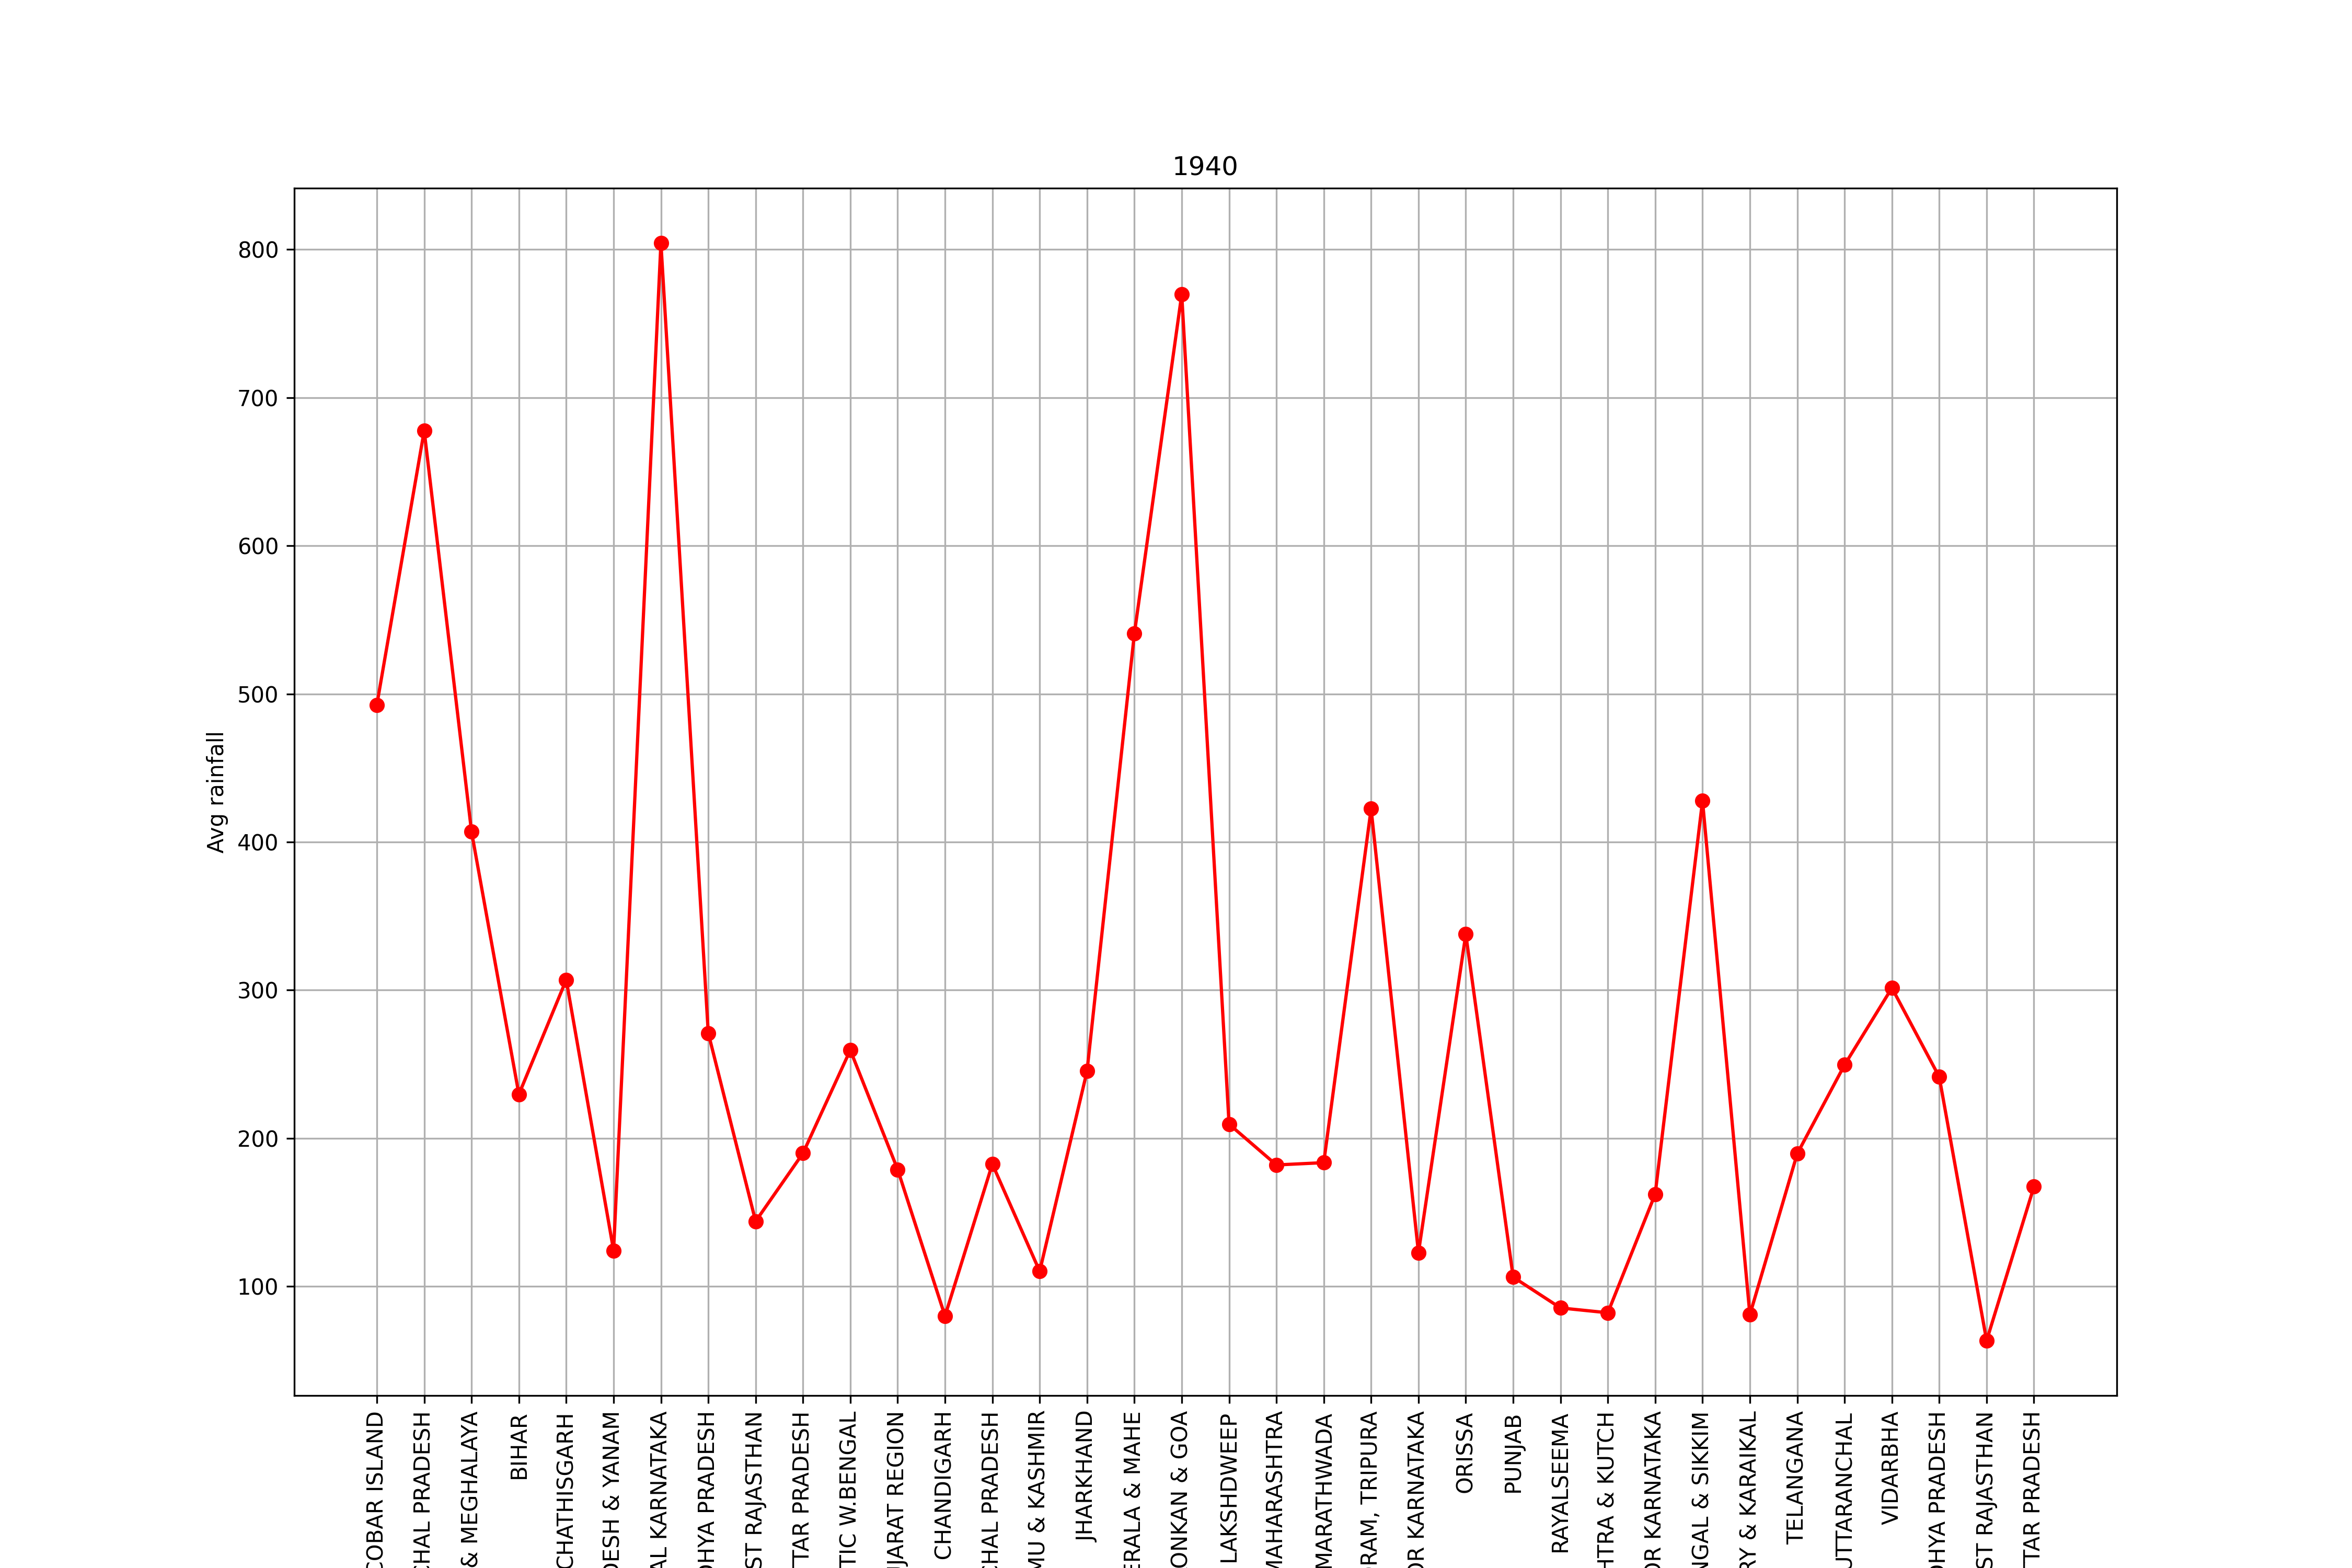 1940
800
700
600
500
400
300
200
100
Avg rainfall
COBAR ISLAND
CHAL PRADESH
& MEGHALAYA
BIHAR
CHATHISGARH
DESH & YANAM
AL KARNATAKA
DHYA PRADESH
ST RAJASTHAN
TTAR PRADESH
TIC W.BENGAL
JARAT REGION
CHANDIGARH
CHAL PRADESH
MU & KASHMIR
JHARKHAND
ERALA & MAHE
ONKAN & GOA
LAKSHDWEEP
MAHARASHTRA
MARATHWADA
RAM, TRIPURA
OR KARNATAKA
ORISSA
PUNJAB
RAYALSEEMA
HTRA & KUTCH
OR KARNATAKA
NGAL & SIKKIM
RY & KARAIKAL
TELANGANA
UTTARANCHAL
VIDARBHA
DHYA PRADESH
ST RAJASTHAN
TTAR PRADESH